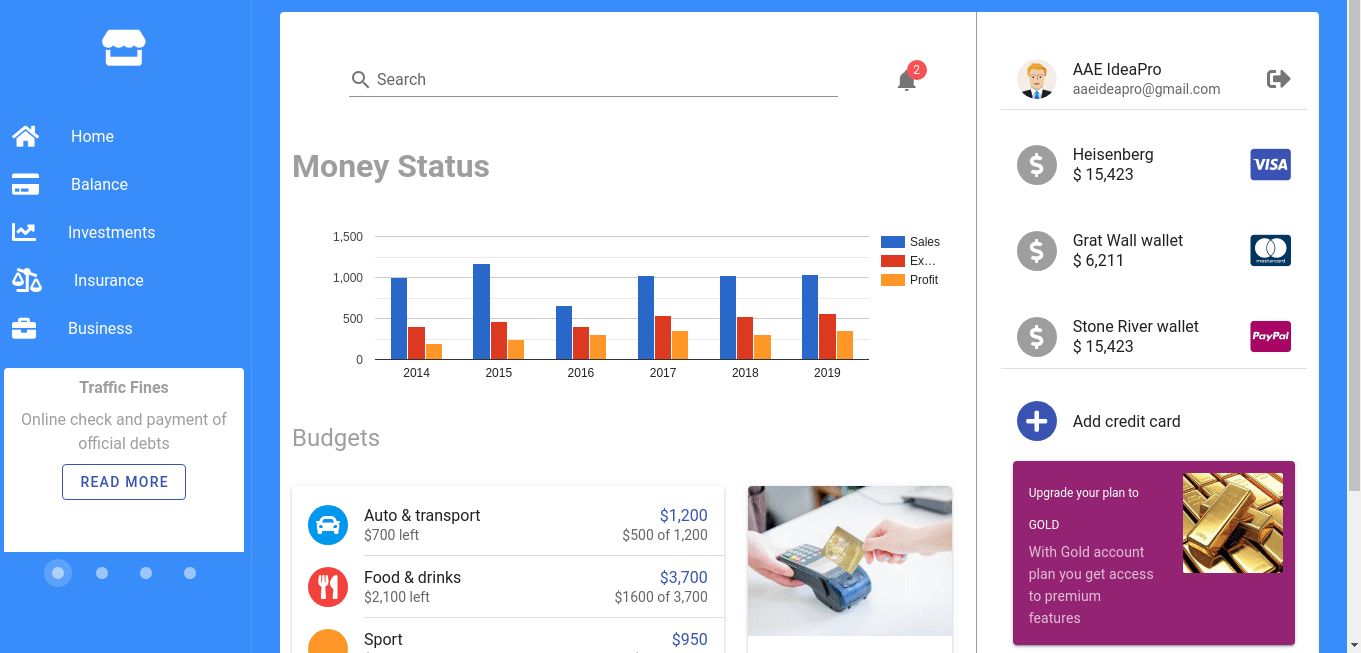 Home
Balance
Investments
Insurance
Business
Traffic Fines
Online check and payment of
official debts
READ MORE
Search
2
Money Status
1,500
1,000
500
0
2014
2015
2016
2017
2018
2019
Sales
Ex...
Profit
Budgets
Auto & transport
$1,200
$700 left
$500 of 1,200
Food & drinks
$3,700
$2,100 left
$1600 of 3,700
Sport
$950
AAE IdeaPro
aaeideapro@gmail.com
Heisenberg
$ 15,423
VISA
Grat Wall wallet
$ 6,211
mastercard
Stone River wallet
$ 15,423
PayPal
Add credit card
Upgrade your plan to
GOLD
With Gold account
plan you get access
to premium
features